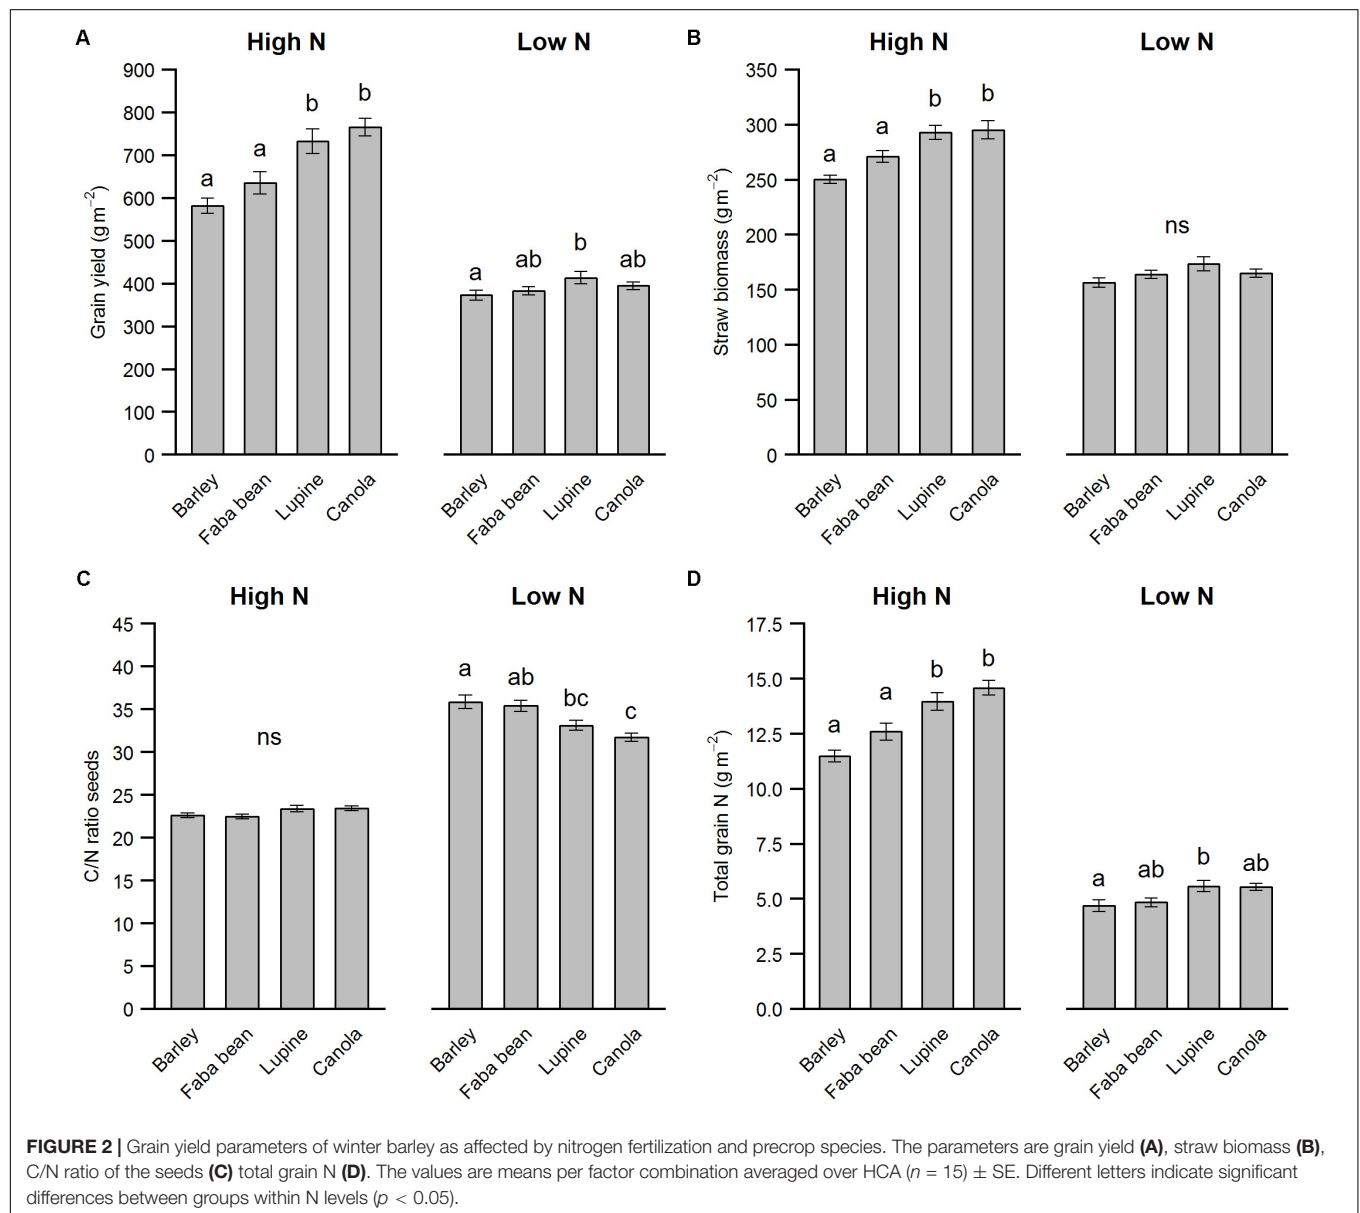 A
High N
Low N
Grain yield (g m−2)
900
800
700
600
500
400
300
200
100
0
a
a
b
b
a
ab
b
ab
Barley
Faba bean
Lupine
Canola
Barley
Faba bean
Lupine
Canola
B
High N
Low N
Straw biomass (g m−2)
350
300
250
200
150
100
50
0
a
a
b
b
ns
Barley
Faba bean
Lupine
Canola
Barley
Faba bean
Lupine
Canola
C
High N
Low N
C/N ratio seeds
45
40
35
30
25
20
15
10
5
0
ns
a
ab
bc
c
Barley
Faba bean
Lupine
Canola
Barley
Faba bean
Lupine
Canola
D
High N
Low N
Total grain N (g m−2)
17.5
15.0
12.5
10.0
7.5
5.0
2.5
0.0
a
a
b
b
a
ab
b
ab
Barley
Faba bean
Lupine
Canola
Barley
Faba bean
Lupine
Canola
FIGURE 2 | Grain yield parameters of winter barley as affected by nitrogen fertilization and precrop species. The parameters are grain yield (A), straw biomass (B),
C/N ratio of the seeds (C) total grain N (D). The values are means per factor combination averaged over HCA (n = 15) ± SE. Different letters indicate significant
differences between groups within N levels (p < 0.05).